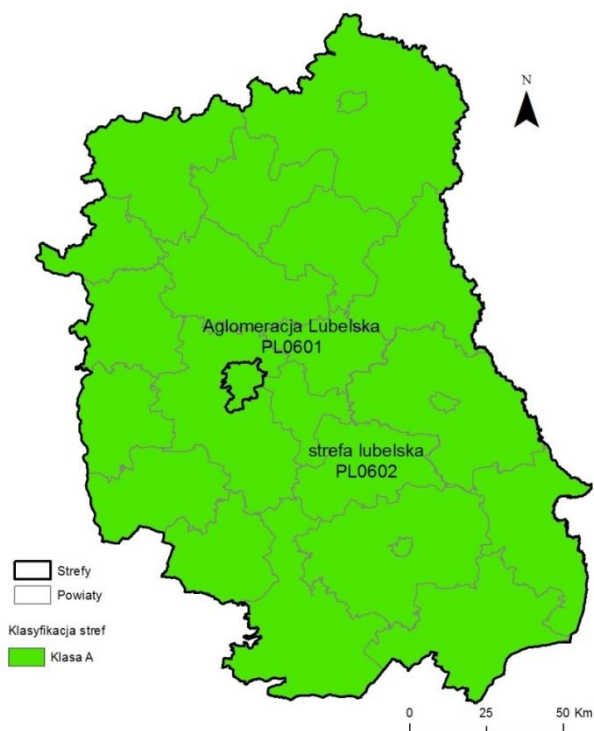 N
Aglomeracja Lubelska
PL0601
strefa lubelska
PL0602
Strefy
Powiaty
Klasyfikacja stref
Klasa A
0 25 50 Km